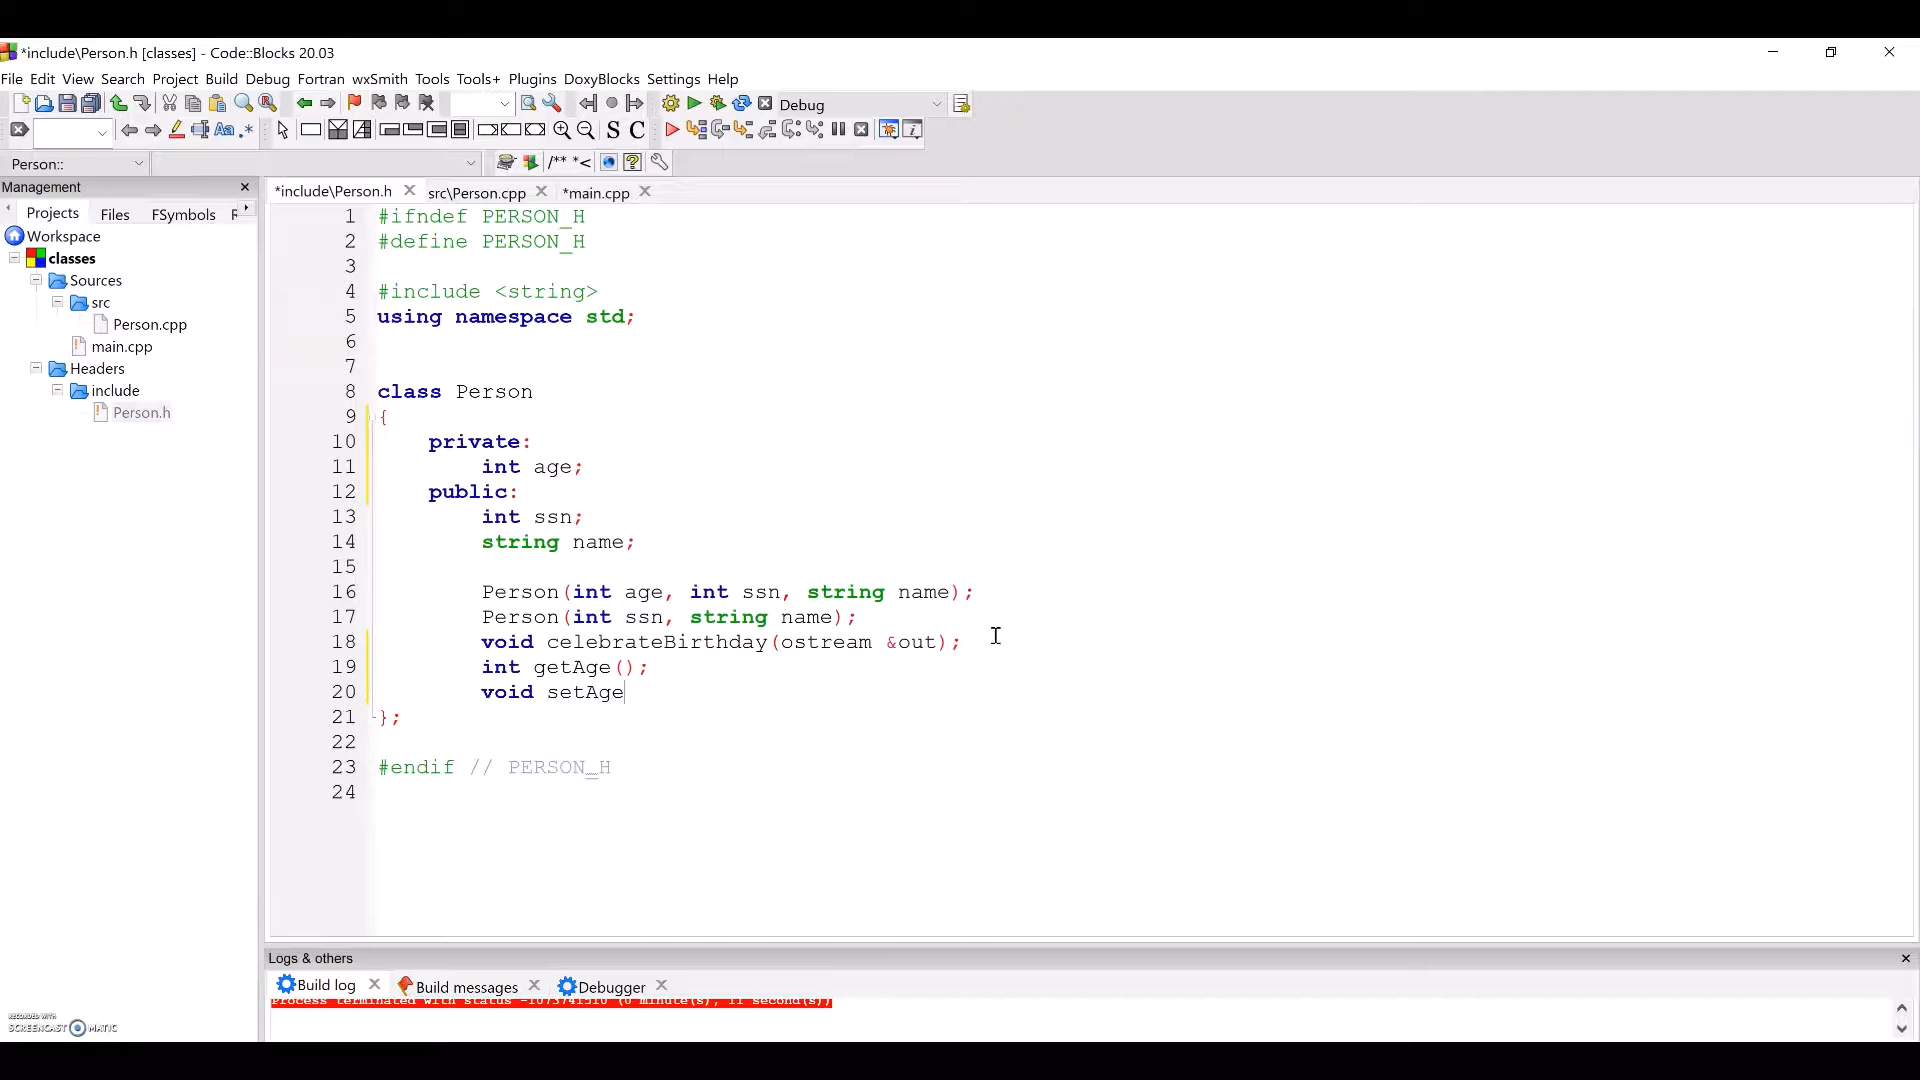 *include\Person.h [classes] - Code::Blocks 20.03
File Edit View Search Project Build Debug Fortran wxSmith Tools Tools+ Plugins DoxyBlocks Settings Help
Debug
S C
Person:: /** *<
Management
Projects Files FSymbols
*include\Person.h src\Person.cpp *main.cpp
Workspace
classes
Sources
src
Person.cpp
main.cpp
Headers
include
Person.h
1 #ifndef PERSON_H
2 #define PERSON_H
3
4 #include <string>
5 using namespace std;
6
7
8 class Person
9 {
10 private:
11 int age;
12 public:
13 int ssn;
14 string name;
15
16 Person(int age, int ssn, string name);
17 Person(int ssn, string name);
18 void celebrateBirthday(ostream &out);
19 int getAge();
20 void setAge
21 };
22
23 #endif // PERSON_H
24
Logs & others
Build log Build messages Debugger
Process terminated with status -1073741510 (0 minute(s), 11 second(s))
RECORDED WITH
SCREENCAST MATIC